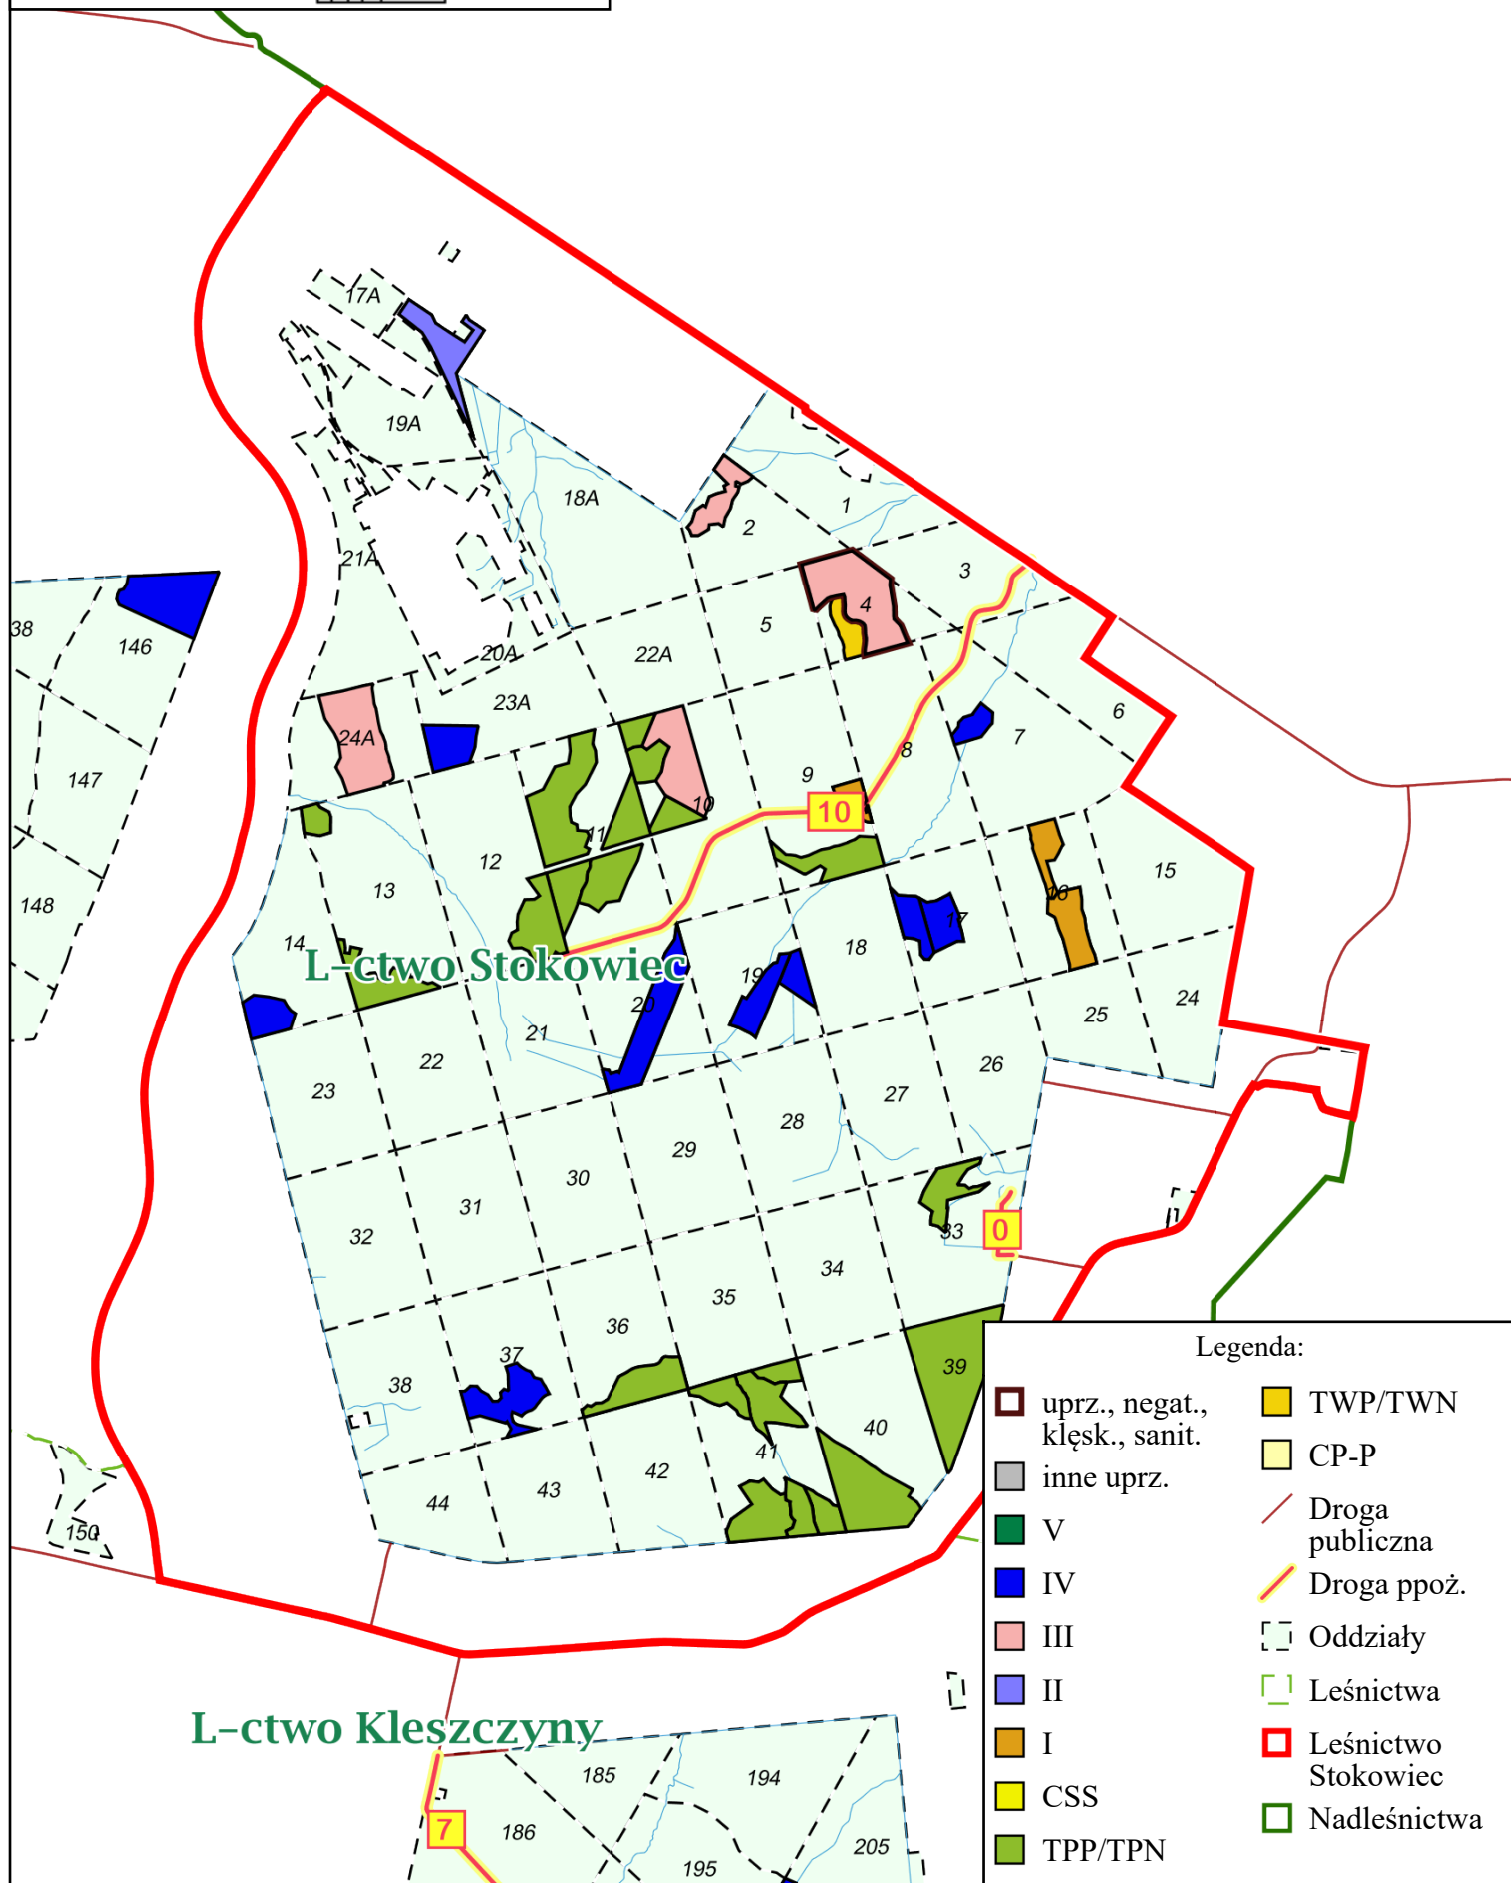 17A
19A
18A
1
2
21A
3
4
38
146
5
20A
22A
23A
6
24A
7
8
147
9
10
10
11
12
15
13
16
148
17
14
18
L-ctwo Stokowiec
19
20
24
25
21
22
26
23
27
28
29
30
31
33
0
32
34
35
36
37
39
38
40
41
42
43
44
150
L-ctwo Kleszczyny
185
194
7
186
205
195
Legenda:
uprz., negat.,
klęsk., sanit.
inne uprz.
V
IV
III
II
I
CSS
TPP/TPN
TWP/TWN
CP-P
Droga
publiczna
Droga ppoż.
Oddziały
Leśnictwa
Leśnictwo
Stokowiec
Nadleśnictwa